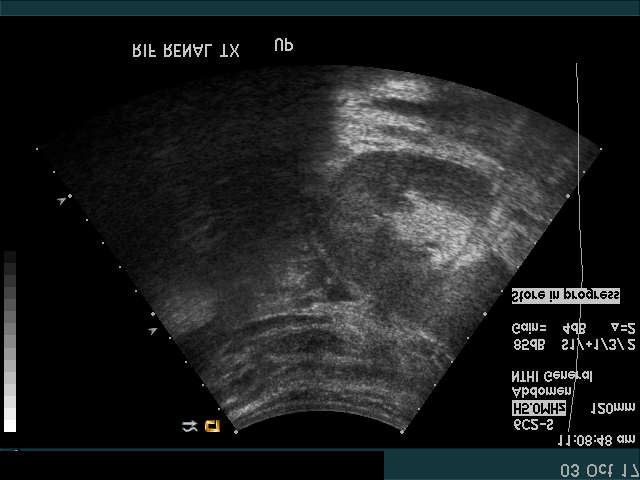 03 Oct 17
11:08:48 am
6C2-S
H5.0MHz 120mm
Abdomen
NTHI General
85dB S1/+1/3/2
Gain= 4dB Δ=2
Store in progress
RIF RENAL TX UP